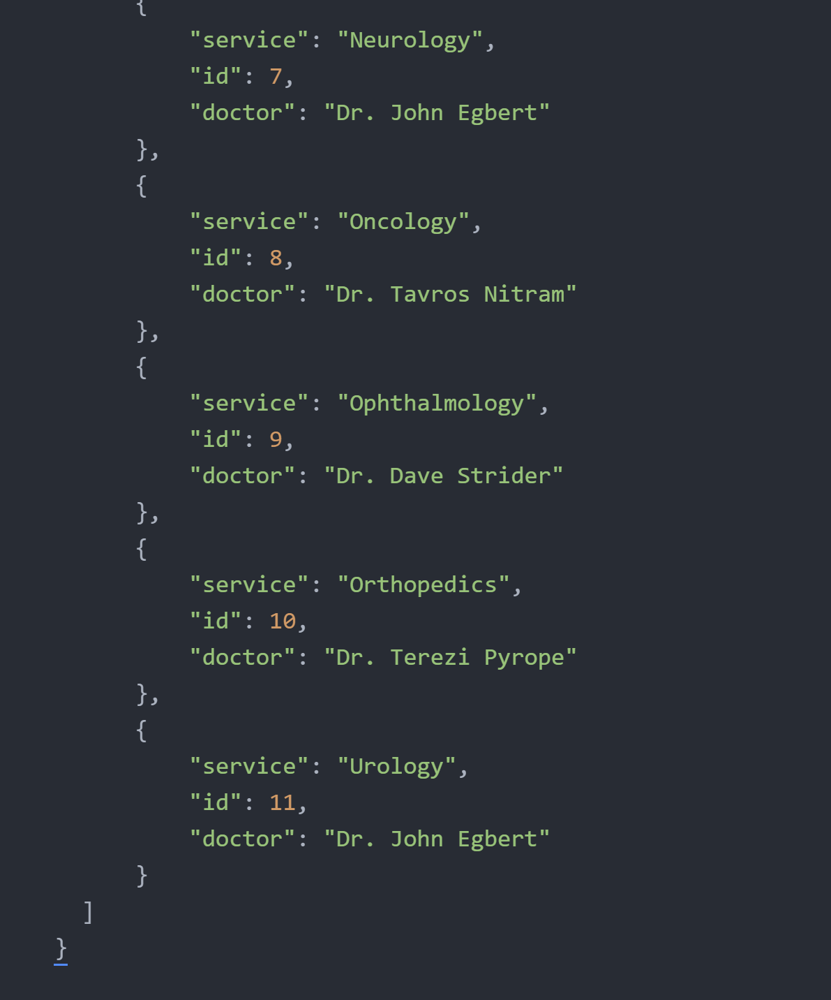 {
"service": "Neurology",
"id": 7,
"doctor": "Dr. John Egbert"
},
{
"service": "Oncology",
"id": 8,
"doctor": "Dr. Tavros Nitram"
},
{
"service": "Ophthalmology",
"id": 9,
"doctor": "Dr. Dave Strider"
},
{
"service": "Orthopedics",
"id": 10,
"doctor": "Dr. Terezi Pyrope"
},
{
"service": "Urology",
"id": 11,
"doctor": "Dr. John Egbert"
}
]
}